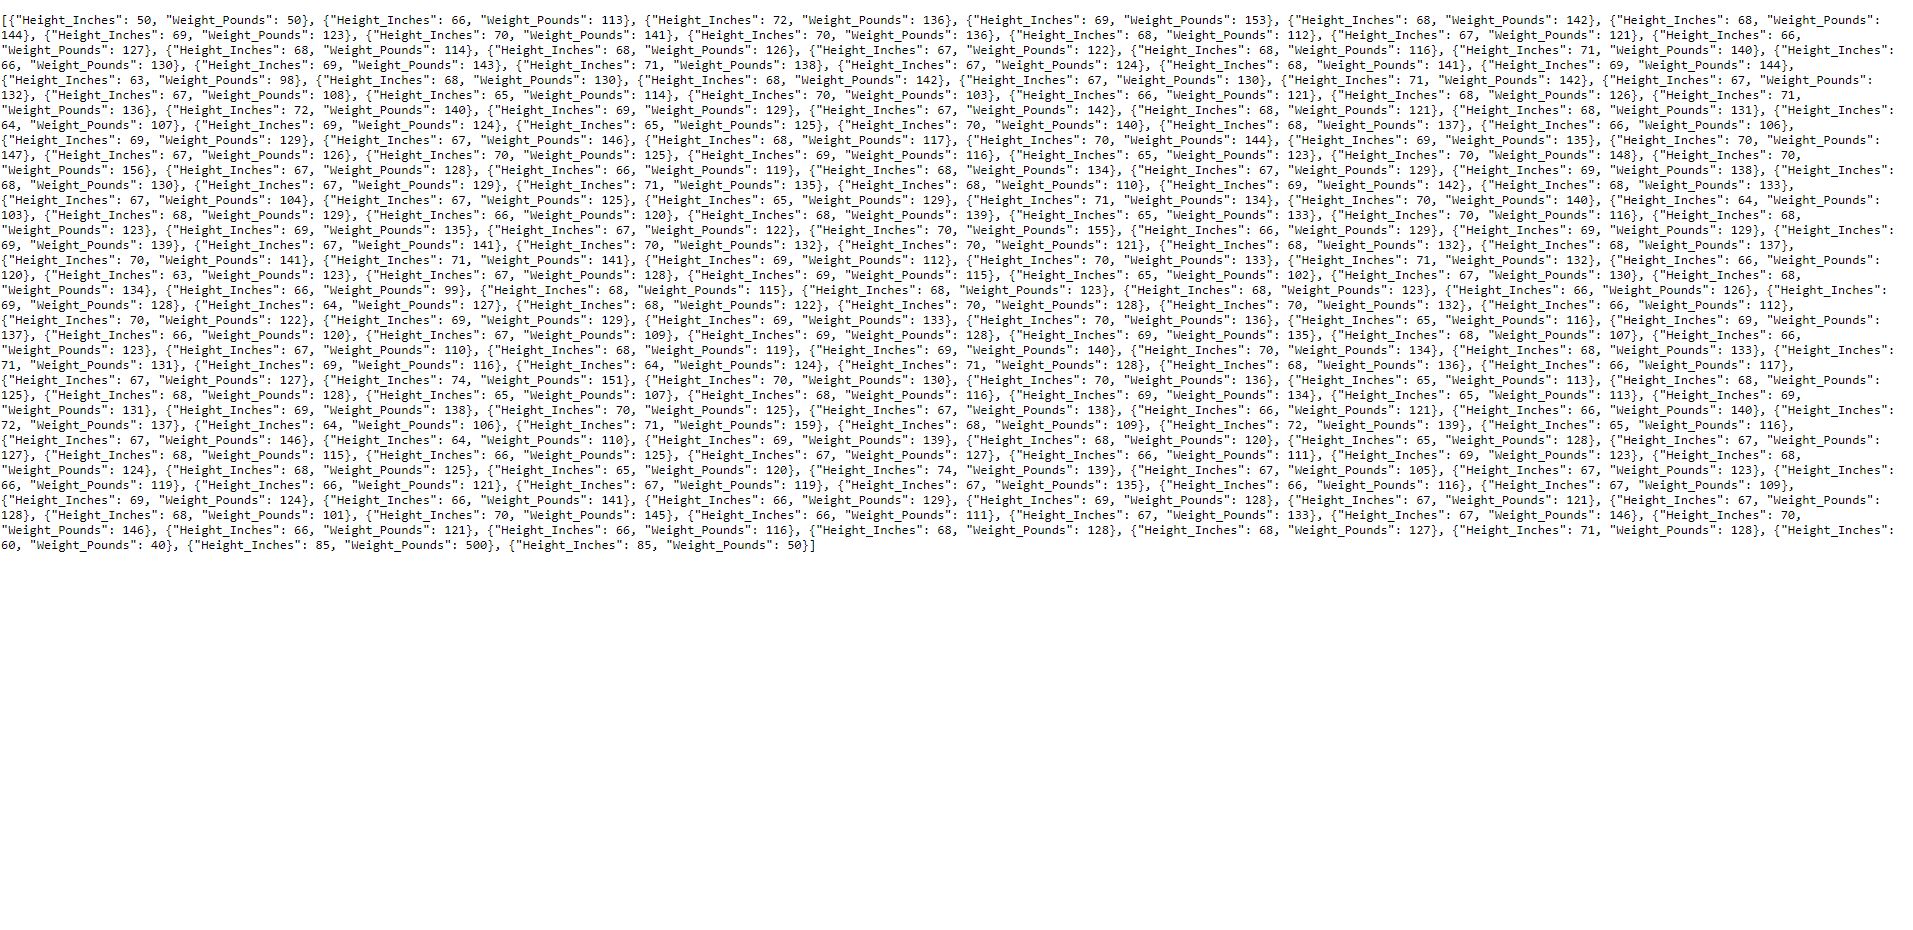 [{"Height_Inches": 50, "Weight_Pounds": 50}, {"Height_Inches": 66, "Weight_Pounds": 113}, {"Height_Inches": 72, "Weight_Pounds": 136}, {"Height_Inches": 69, "Weight_Pounds": 153}, {"Height_Inches": 68, "Weight_Pounds": 142}, {"Height_Inches": 68, "Weight_Pounds":
144}, {"Height_Inches": 69, "Weight_Pounds": 123}, {"Height_Inches": 70, "Weight_Pounds": 141}, {"Height_Inches": 70, "Weight_Pounds": 136}, {"Height_Inches": 68, "Weight_Pounds": 112}, {"Height_Inches": 67, "Weight_Pounds": 121}, {"Height_Inches": 66,
"Weight_Pounds": 127}, {"Height_Inches": 68, "Weight_Pounds": 114}, {"Height_Inches": 68, "Weight_Pounds": 126}, {"Height_Inches": 67, "Weight_Pounds": 122}, {"Height_Inches": 68, "Weight_Pounds": 116}, {"Height_Inches": 71, "Weight_Pounds": 140}, {"Height_Inches":
66, "Weight_Pounds": 130}, {"Height_Inches": 69, "Weight_Pounds": 143}, {"Height_Inches": 71, "Weight_Pounds": 138}, {"Height_Inches": 67, "Weight_Pounds": 124}, {"Height_Inches": 68, "Weight_Pounds": 141}, {"Height_Inches": 69, "Weight_Pounds": 144},
{"Height_Inches": 63, "Weight_Pounds": 98}, {"Height_Inches": 68, "Weight_Pounds": 130}, {"Height_Inches": 68, "Weight_Pounds": 142}, {"Height_Inches": 67, "Weight_Pounds": 130}, {"Height_Inches": 71, "Weight_Pounds": 142}, {"Height_Inches": 67, "Weight_Pounds":
132}, {"Height_Inches": 67, "Weight_Pounds": 108}, {"Height_Inches": 65, "Weight_Pounds": 114}, {"Height_Inches": 70, "Weight_Pounds": 103}, {"Height_Inches": 66, "Weight_Pounds": 121}, {"Height_Inches": 68, "Weight_Pounds": 126}, {"Height_Inches": 71,
"Weight_Pounds": 136}, {"Height_Inches": 72, "Weight_Pounds": 140}, {"Height_Inches": 69, "Weight_Pounds": 129}, {"Height_Inches": 67, "Weight_Pounds": 142}, {"Height_Inches": 68, "Weight_Pounds": 121}, {"Height_Inches": 68, "Weight_Pounds": 131}, {"Height_Inches":
64, "Weight_Pounds": 107}, {"Height_Inches": 69, "Weight_Pounds": 124}, {"Height_Inches": 65, "Weight_Pounds": 125}, {"Height_Inches": 70, "Weight_Pounds": 140}, {"Height_Inches": 68, "Weight_Pounds": 137}, {"Height_Inches": 66, "Weight_Pounds": 106},
{"Height_Inches": 69, "Weight_Pounds": 129}, {"Height_Inches": 67, "Weight_Pounds": 146}, {"Height_Inches": 68, "Weight_Pounds": 117}, {"Height_Inches": 70, "Weight_Pounds": 144}, {"Height_Inches": 69, "Weight_Pounds": 135}, {"Height_Inches": 70, "Weight_Pounds":
147}, {"Height_Inches": 67, "Weight_Pounds": 126}, {"Height_Inches": 70, "Weight_Pounds": 125}, {"Height_Inches": 69, "Weight_Pounds": 116}, {"Height_Inches": 65, "Weight_Pounds": 123}, {"Height_Inches": 70, "Weight_Pounds": 148}, {"Height_Inches": 70,
"Weight_Pounds": 156}, {"Height_Inches": 67, "Weight_Pounds": 128}, {"Height_Inches": 66, "Weight_Pounds": 119}, {"Height_Inches": 68, "Weight_Pounds": 134}, {"Height_Inches": 67, "Weight_Pounds": 129}, {"Height_Inches": 69, "Weight_Pounds": 138}, {"Height_Inches":
68, "Weight_Pounds": 130}, {"Height_Inches": 67, "Weight_Pounds": 129}, {"Height_Inches": 71, "Weight_Pounds": 135}, {"Height_Inches": 68, "Weight_Pounds": 110}, {"Height_Inches": 69, "Weight_Pounds": 142}, {"Height_Inches": 68, "Weight_Pounds": 133},
{"Height_Inches": 67, "Weight_Pounds": 104}, {"Height_Inches": 67, "Weight_Pounds": 125}, {"Height_Inches": 65, "Weight_Pounds": 129}, {"Height_Inches": 71, "Weight_Pounds": 134}, {"Height_Inches": 70, "Weight_Pounds": 140}, {"Height_Inches": 64, "Weight_Pounds":
103}, {"Height_Inches": 68, "Weight_Pounds": 129}, {"Height_Inches": 66, "Weight_Pounds": 120}, {"Height_Inches": 68, "Weight_Pounds": 139}, {"Height_Inches": 65, "Weight_Pounds": 133}, {"Height_Inches": 70, "Weight_Pounds": 116}, {"Height_Inches": 68,
"Weight_Pounds": 123}, {"Height_Inches": 69, "Weight_Pounds": 135}, {"Height_Inches": 67, "Weight_Pounds": 122}, {"Height_Inches": 70, "Weight_Pounds": 155}, {"Height_Inches": 66, "Weight_Pounds": 129}, {"Height_Inches": 69, "Weight_Pounds": 129}, {"Height_Inches":
69, "Weight_Pounds": 139}, {"Height_Inches": 67, "Weight_Pounds": 141}, {"Height_Inches": 70, "Weight_Pounds": 132}, {"Height_Inches": 70, "Weight_Pounds": 121}, {"Height_Inches": 68, "Weight_Pounds": 132}, {"Height_Inches": 68, "Weight_Pounds": 137},
{"Height_Inches": 70, "Weight_Pounds": 141}, {"Height_Inches": 71, "Weight_Pounds": 141}, {"Height_Inches": 69, "Weight_Pounds": 112}, {"Height_Inches": 70, "Weight_Pounds": 133}, {"Height_Inches": 71, "Weight_Pounds": 132}, {"Height_Inches": 66, "Weight_Pounds":
120}, {"Height_Inches": 63, "Weight_Pounds": 123}, {"Height_Inches": 67, "Weight_Pounds": 128}, {"Height_Inches": 69, "Weight_Pounds": 115}, {"Height_Inches": 65, "Weight_Pounds": 102}, {"Height_Inches": 67, "Weight_Pounds": 130}, {"Height_Inches": 68,
"Weight_Pounds": 134}, {"Height_Inches": 66, "Weight_Pounds": 99}, {"Height_Inches": 68, "Weight_Pounds": 115}, {"Height_Inches": 68, "Weight_Pounds": 123}, {"Height_Inches": 68, "Weight_Pounds": 123}, {"Height_Inches": 66, "Weight_Pounds": 126}, {"Height_Inches":
69, "Weight_Pounds": 128}, {"Height_Inches": 64, "Weight_Pounds": 127}, {"Height_Inches": 68, "Weight_Pounds": 122}, {"Height_Inches": 70, "Weight_Pounds": 128}, {"Height_Inches": 70, "Weight_Pounds": 132}, {"Height_Inches": 66, "Weight_Pounds": 112},
{"Height_Inches": 70, "Weight_Pounds": 122}, {"Height_Inches": 69, "Weight_Pounds": 129}, {"Height_Inches": 69, "Weight_Pounds": 133}, {"Height_Inches": 70, "Weight_Pounds": 136}, {"Height_Inches": 65, "Weight_Pounds": 116}, {"Height_Inches": 69, "Weight_Pounds":
137}, {"Height_Inches": 66, "Weight_Pounds": 120}, {"Height_Inches": 67, "Weight_Pounds": 109}, {"Height_Inches": 69, "Weight_Pounds": 128}, {"Height_Inches": 69, "Weight_Pounds": 135}, {"Height_Inches": 68, "Weight_Pounds": 107}, {"Height_Inches": 66,
"Weight_Pounds": 123}, {"Height_Inches": 67, "Weight_Pounds": 110}, {"Height_Inches": 68, "Weight_Pounds": 119}, {"Height_Inches": 69, "Weight_Pounds": 140}, {"Height_Inches": 70, "Weight_Pounds": 134}, {"Height_Inches": 68, "Weight_Pounds": 133}, {"Height_Inches":
71, "Weight_Pounds": 131}, {"Height_Inches": 69, "Weight_Pounds": 116}, {"Height_Inches": 64, "Weight_Pounds": 124}, {"Height_Inches": 71, "Weight_Pounds": 128}, {"Height_Inches": 68, "Weight_Pounds": 136}, {"Height_Inches": 66, "Weight_Pounds": 117},
{"Height_Inches": 67, "Weight_Pounds": 127}, {"Height_Inches": 74, "Weight_Pounds": 151}, {"Height_Inches": 70, "Weight_Pounds": 130}, {"Height_Inches": 70, "Weight_Pounds": 136}, {"Height_Inches": 65, "Weight_Pounds": 113}, {"Height_Inches": 68, "Weight_Pounds":
125}, {"Height_Inches": 68, "Weight_Pounds": 128}, {"Height_Inches": 65, "Weight_Pounds": 107}, {"Height_Inches": 68, "Weight_Pounds": 116}, {"Height_Inches": 69, "Weight_Pounds": 134}, {"Height_Inches": 65, "Weight_Pounds": 113}, {"Height_Inches": 69,
"Weight_Pounds": 131}, {"Height_Inches": 69, "Weight_Pounds": 138}, {"Height_Inches": 70, "Weight_Pounds": 125}, {"Height_Inches": 67, "Weight_Pounds": 138}, {"Height_Inches": 66, "Weight_Pounds": 121}, {"Height_Inches": 66, "Weight_Pounds": 140}, {"Height_Inches":
72, "Weight_Pounds": 137}, {"Height_Inches": 64, "Weight_Pounds": 106}, {"Height_Inches": 71, "Weight_Pounds": 159}, {"Height_Inches": 68, "Weight_Pounds": 109}, {"Height_Inches": 72, "Weight_Pounds": 139}, {"Height_Inches": 65, "Weight_Pounds": 116},
{"Height_Inches": 67, "Weight_Pounds": 146}, {"Height_Inches": 64, "Weight_Pounds": 110}, {"Height_Inches": 69, "Weight_Pounds": 139}, {"Height_Inches": 68, "Weight_Pounds": 120}, {"Height_Inches": 65, "Weight_Pounds": 128}, {"Height_Inches": 67, "Weight_Pounds":
127}, {"Height_Inches": 68, "Weight_Pounds": 115}, {"Height_Inches": 66, "Weight_Pounds": 125}, {"Height_Inches": 67, "Weight_Pounds": 127}, {"Height_Inches": 66, "Weight_Pounds": 111}, {"Height_Inches": 69, "Weight_Pounds": 123}, {"Height_Inches": 68,
"Weight_Pounds": 124}, {"Height_Inches": 68, "Weight_Pounds": 125}, {"Height_Inches": 65, "Weight_Pounds": 120}, {"Height_Inches": 74, "Weight_Pounds": 139}, {"Height_Inches": 67, "Weight_Pounds": 105}, {"Height_Inches": 67, "Weight_Pounds": 123}, {"Height_Inches":
66, "Weight_Pounds": 119}, {"Height_Inches": 66, "Weight_Pounds": 121}, {"Height_Inches": 67, "Weight_Pounds": 119}, {"Height_Inches": 67, "Weight_Pounds": 135}, {"Height_Inches": 66, "Weight_Pounds": 116}, {"Height_Inches": 67, "Weight_Pounds": 109},
{"Height_Inches": 69, "Weight_Pounds": 124}, {"Height_Inches": 66, "Weight_Pounds": 141}, {"Height_Inches": 66, "Weight_Pounds": 129}, {"Height_Inches": 69, "Weight_Pounds": 128}, {"Height_Inches": 67, "Weight_Pounds": 121}, {"Height_Inches": 67, "Weight_Pounds":
128}, {"Height_Inches": 68, "Weight_Pounds": 101}, {"Height_Inches": 70, "Weight_Pounds": 145}, {"Height_Inches": 66, "Weight_Pounds": 111}, {"Height_Inches": 67, "Weight_Pounds": 133}, {"Height_Inches": 67, "Weight_Pounds": 146}, {"Height_Inches": 70,
"Weight_Pounds": 146}, {"Height_Inches": 66, "Weight_Pounds": 121}, {"Height_Inches": 66, "Weight_Pounds": 116}, {"Height_Inches": 68, "Weight_Pounds": 128}, {"Height_Inches": 68, "Weight_Pounds": 127}, {"Height_Inches": 71, "Weight_Pounds": 128}, {"Height_Inches":
60, "Weight_Pounds": 40}, {"Height_Inches": 85, "Weight_Pounds": 500}, {"Height_Inches": 85, "Weight_Pounds": 50}]